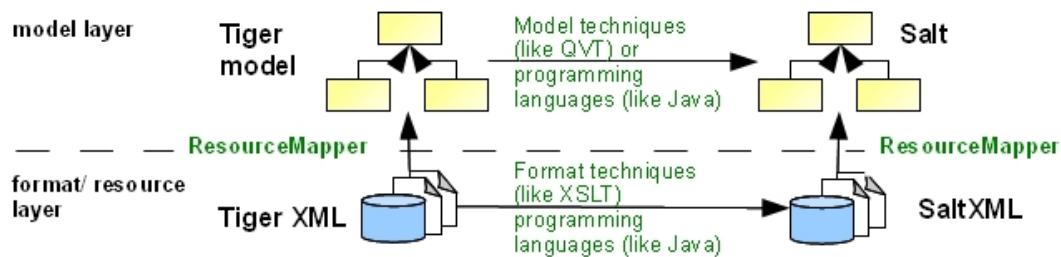 model layer
Tiger
model
Model techniques
(like QVT) or
programming
languages (like Java)
Salt
ResourceMapper
ResourceMapper
format/ resource
layer
Tiger XML
Format techniques
(like XSLT)
programming
languages (like Java)
SaltXML